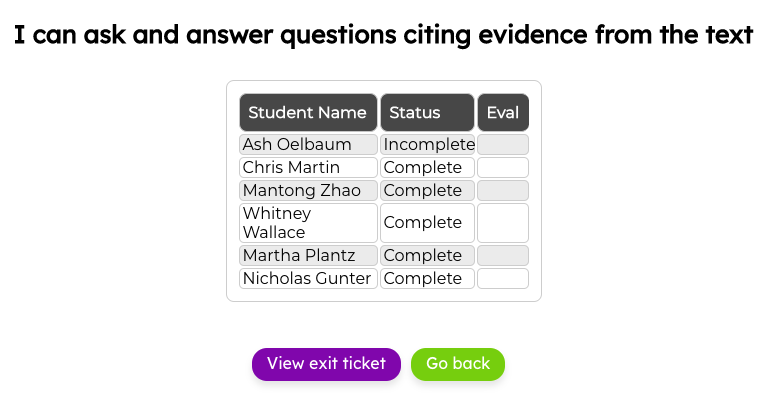 I can ask and answer questions citing evidence from the text
Student Name Status Eval
Ash Oelbaum Incomplete
Chris Martin Complete
Mantong Zhao Complete
Whitney
Wallace Complete
Martha Plantz Complete
Nicholas Gunter Complete
View exit ticket Go back